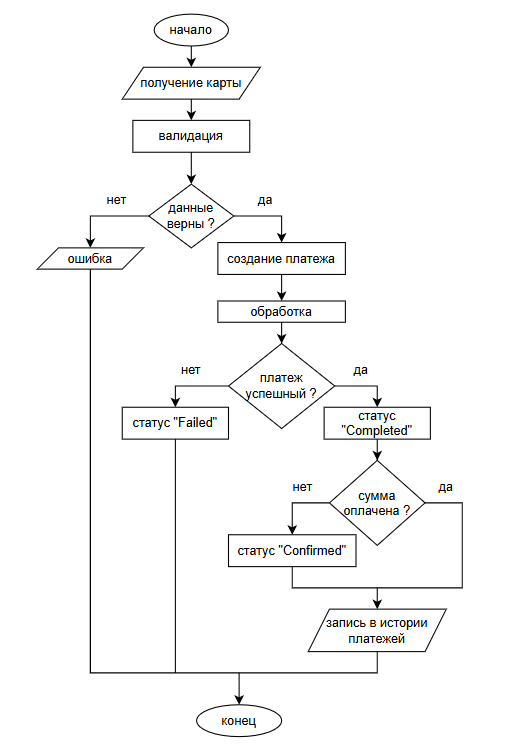 начало
получение карты
валидация
нет
да
данные
верны ?
ошибка
создание платежа
обработка
нет
да
платеж
успешный ?
статус "Failed"
статус
"Completed"
нет
да
сумма
оплачена ?
статус "Confirmed"
запись в истории
платежей
конец